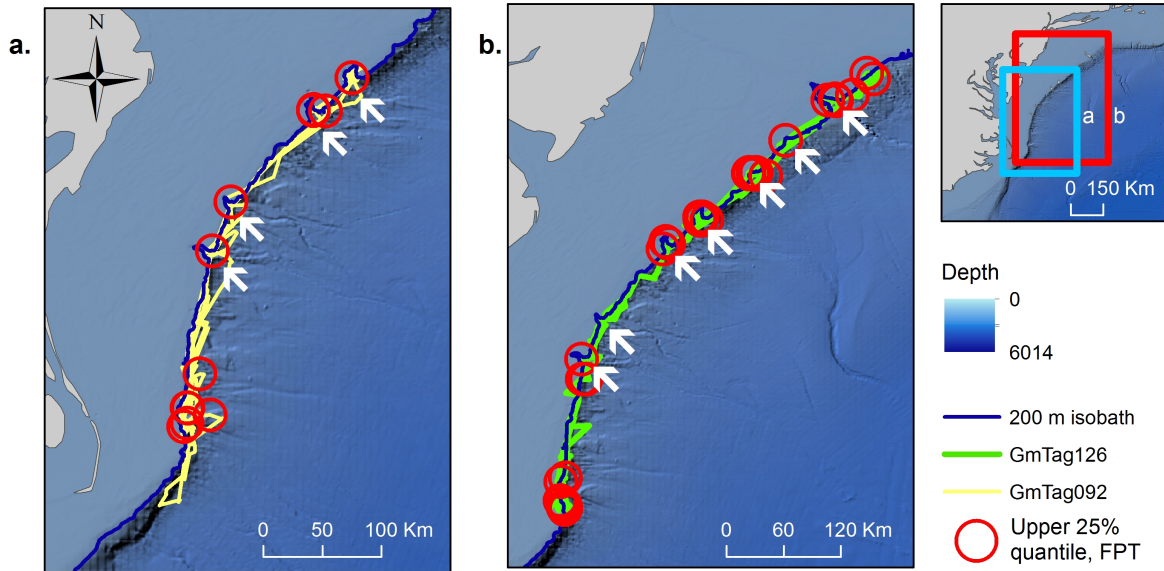 a.
N
0 50 100 Km
b.
0 60 120 Km
a
b
0 150 Km
Depth
0
6014
200 m isobath
GmTag126
GmTag092
Upper 25%
quantile, FPT